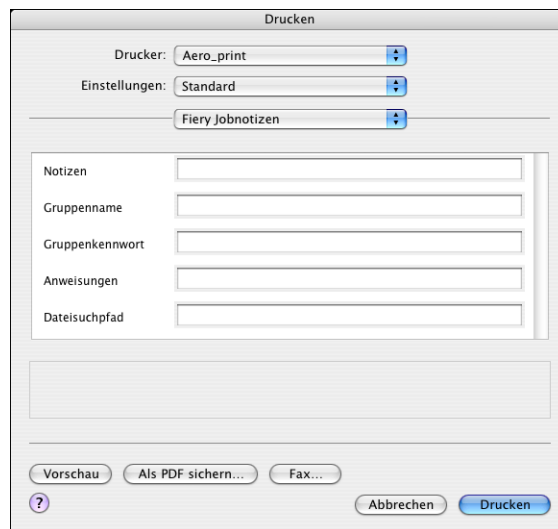 Drucken
Drucker: Aero_print
Einstellungen: Standard
Fiery Jobnotizen
Notizen
Gruppenname
Gruppenkennwort
Anweisungen
Dateisuchpfad
Vorschau Als PDF sichern... Fax...
? Abbrechen Drucken